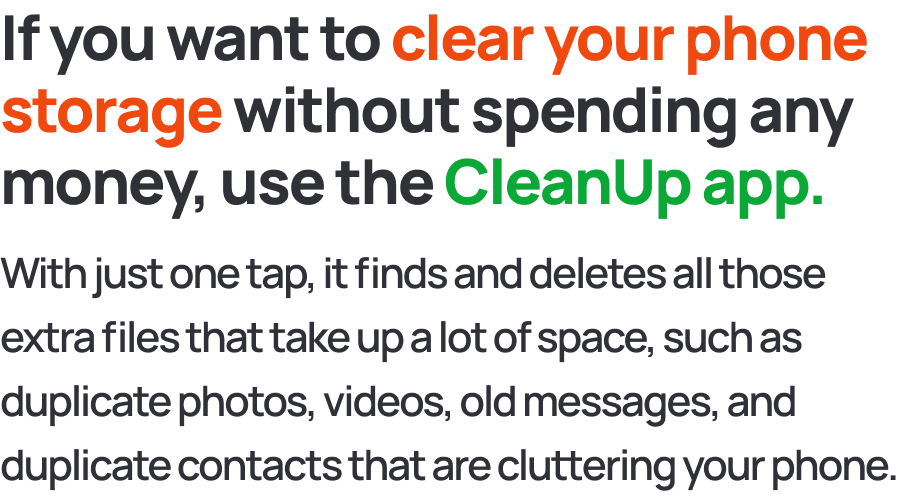 If you want to clear your phone
storage without spending any
money, use the CleanUp app.
With just one tap, it finds and deletes all those
extra files that take up a lot of space, such as
duplicate photos, videos, old messages, and
duplicate contacts that are cluttering your phone.